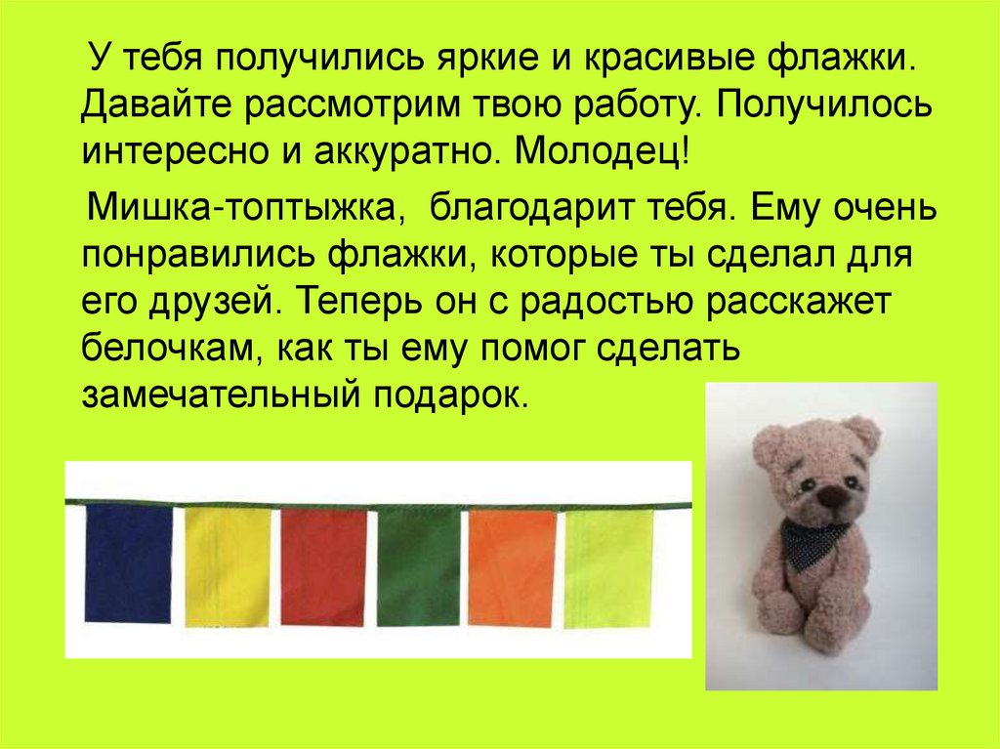 У тебя получились яркие и красивые флажки.
Давайте рассмотрим твою работу. Получилось
интересно и аккуратно. Молодец!
Мишка-топтыжка, благодарит тебя. Ему очень
понравились флажки, которые ты сделал для
его друзей. Теперь он с радостью расскажет
белочкам, как ты ему помог сделать
замечательный подарок.